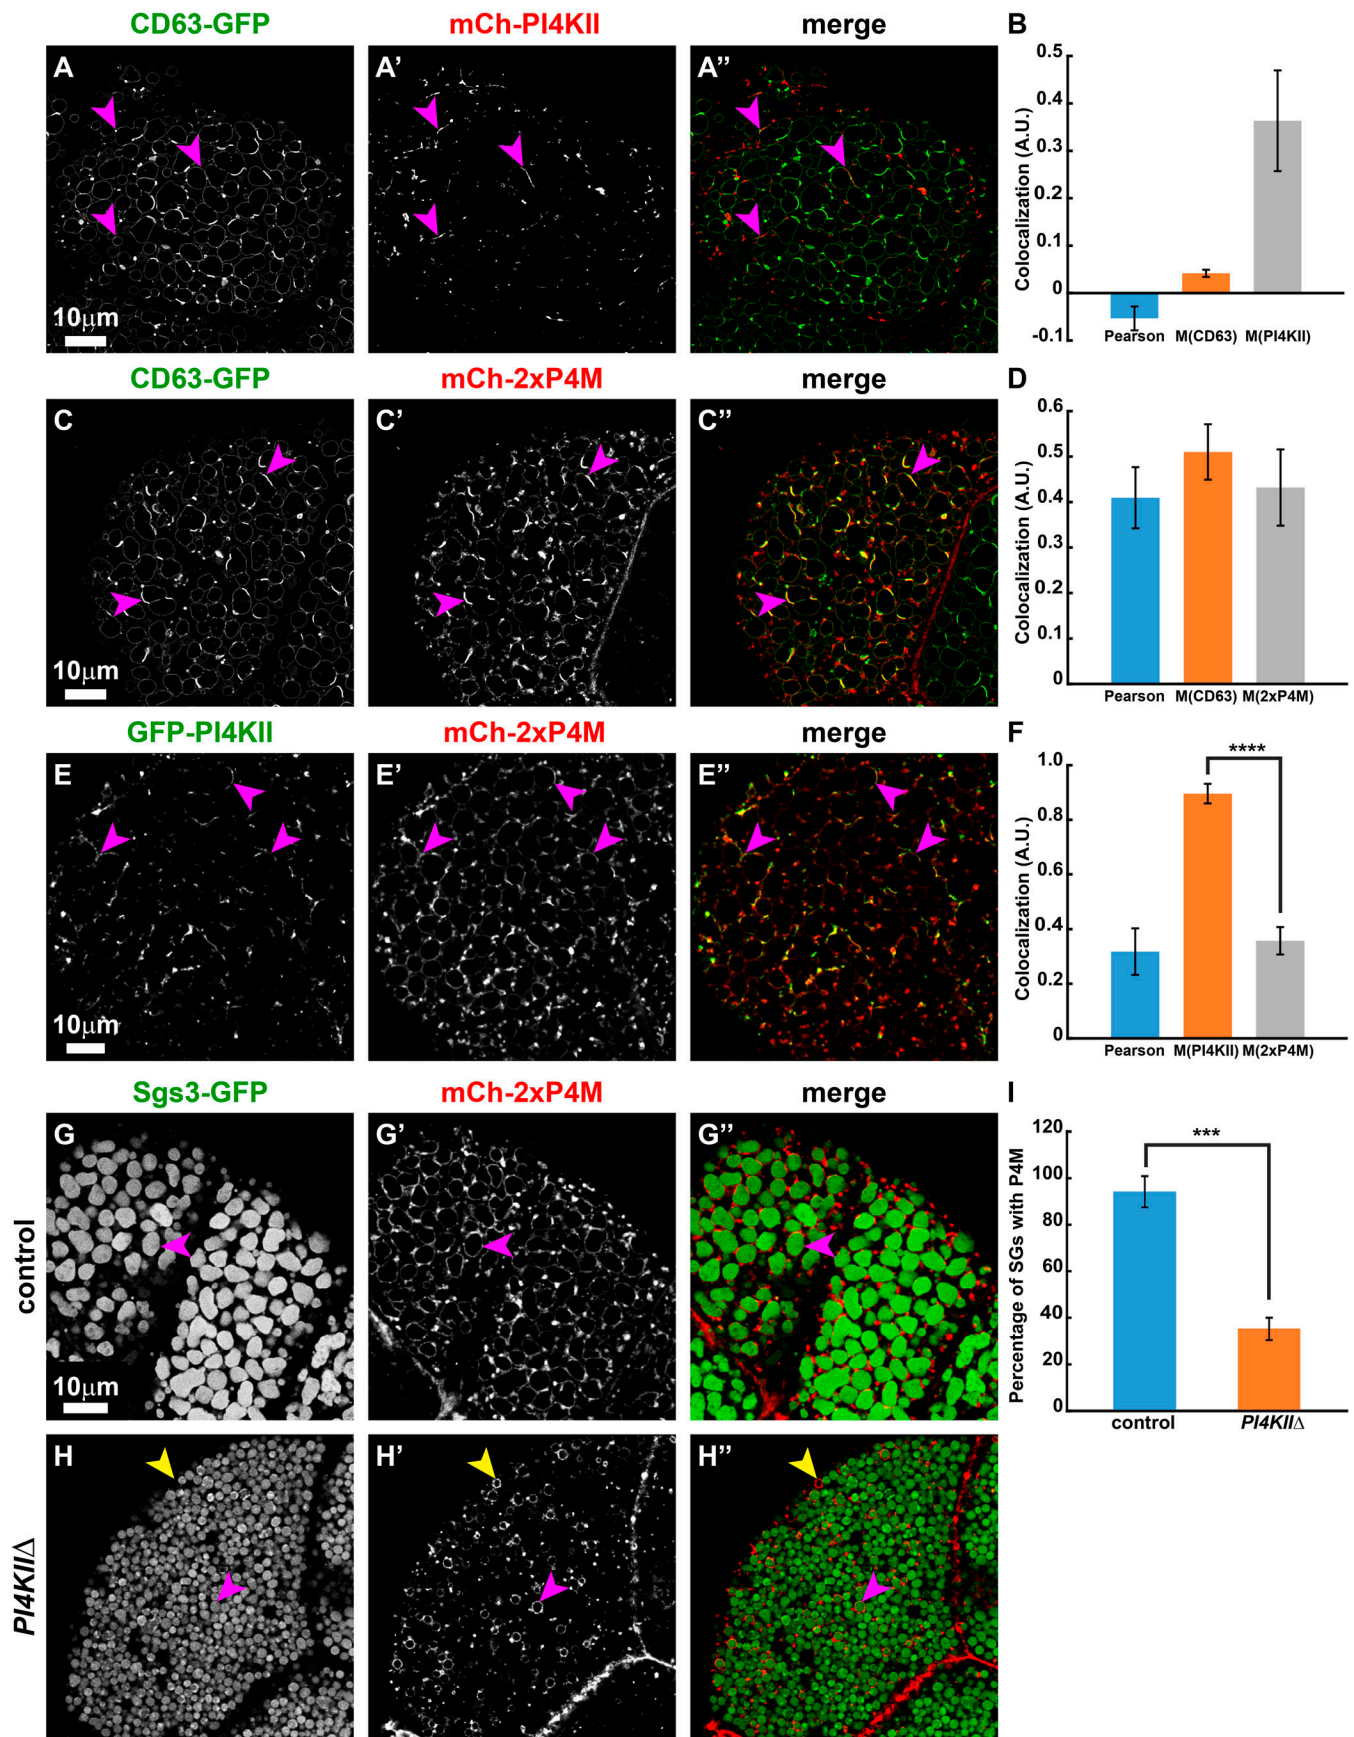 CD63-GFP mCh-PI4KII merge B
A A’ A’’
10μm
Colocalization (A.U.)
0.5
0.4
0.3
0.2
0.1
0
-0.1
Pearson M(CD63) M(PI4KII)
CD63-GFP mCh-2xP4M merge D
C C’ C’’
10μm
Colocalization (A.U.)
0.6
0.5
0.4
0.3
0.2
0.1
0
Pearson M(CD63) M(2xP4M)
GFP-PI4KII mCh-2xP4M merge F
E E’ E’’
10μm
Colocalization (A.U.)
1.0
0.8
0.6
0.4
0.2
0
****
Pearson M(PI4KII) M(2xP4M)
Sgs3-GFP mCh-2xP4M merge I
control
G G’ G’’
10μm
Percentage of SGs with P4M
120
100
80
60
40
20
0
***
control PI4KIIΔ
PI4KIIΔ
H H’ H’’